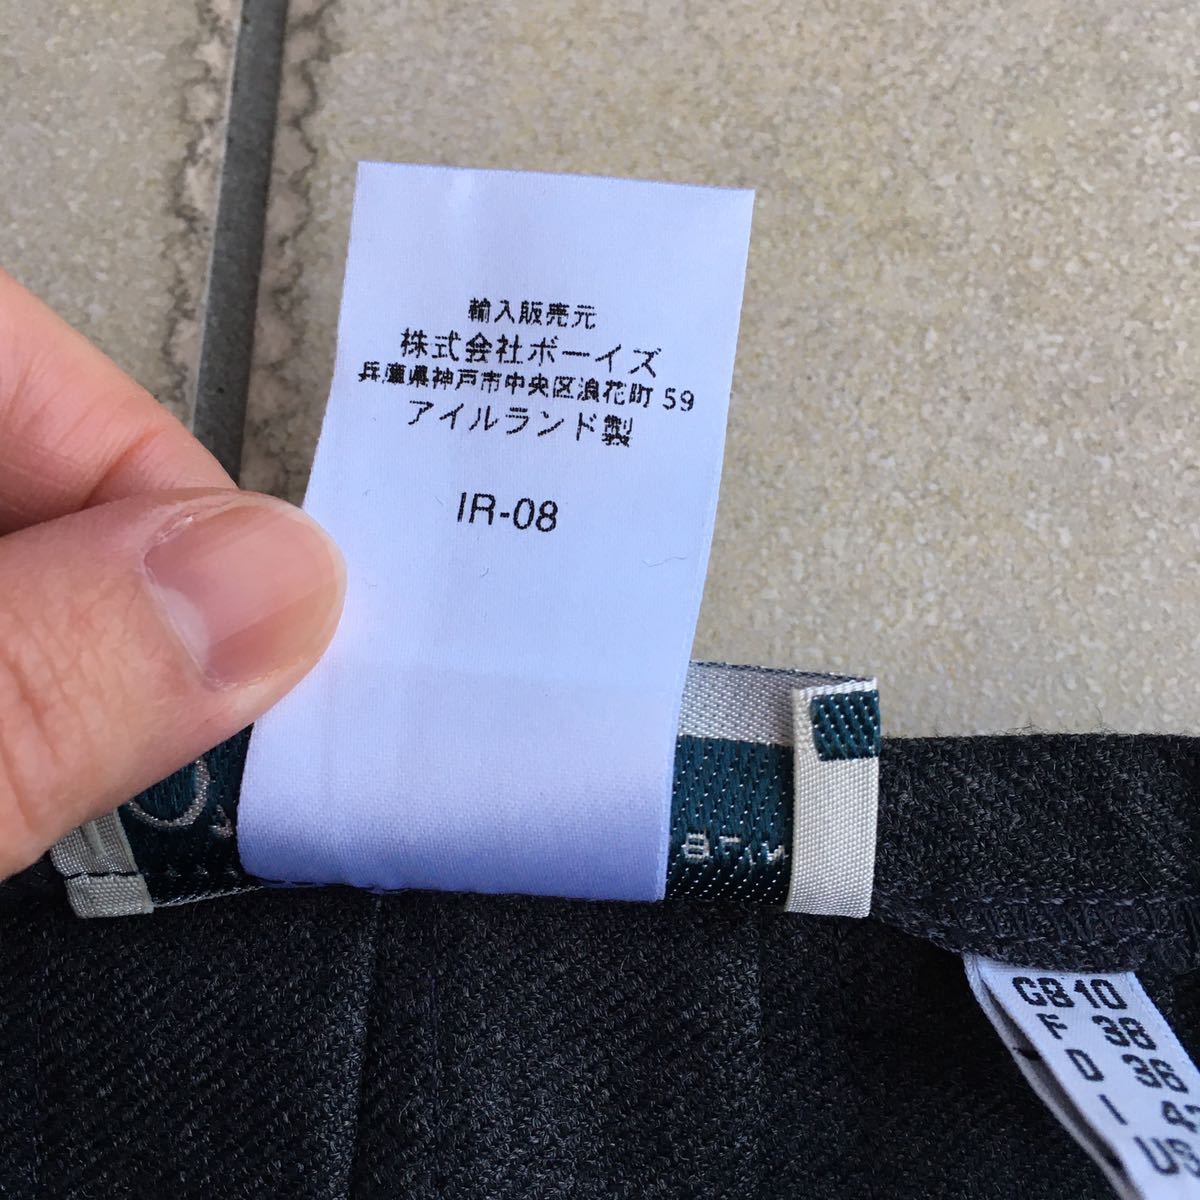 輸入販売元
株式会社ボーイズ
兵庫県神戸市中央区浪花町 59
アイルランド製
IR-08
GB 10
F 38
D 36
I
US